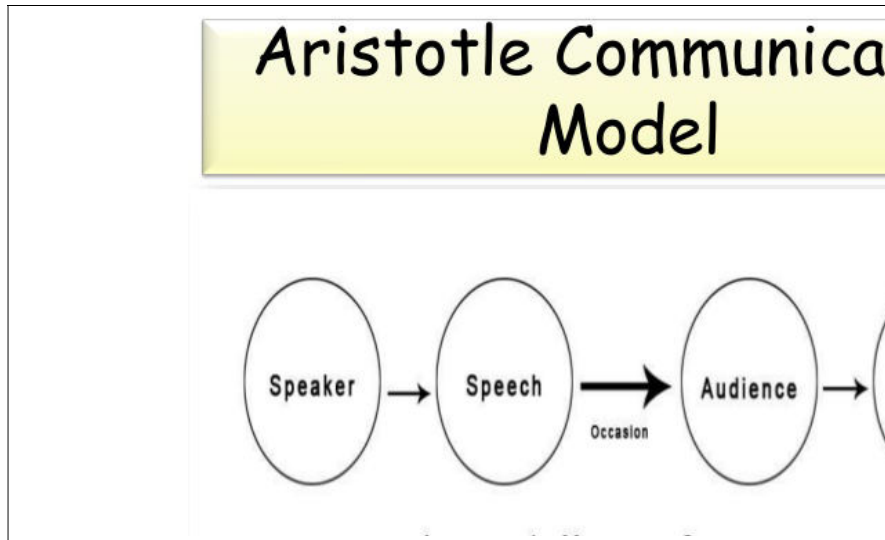 Aristotle Communica
Model
Speaker
Speech
Audience
Occasion